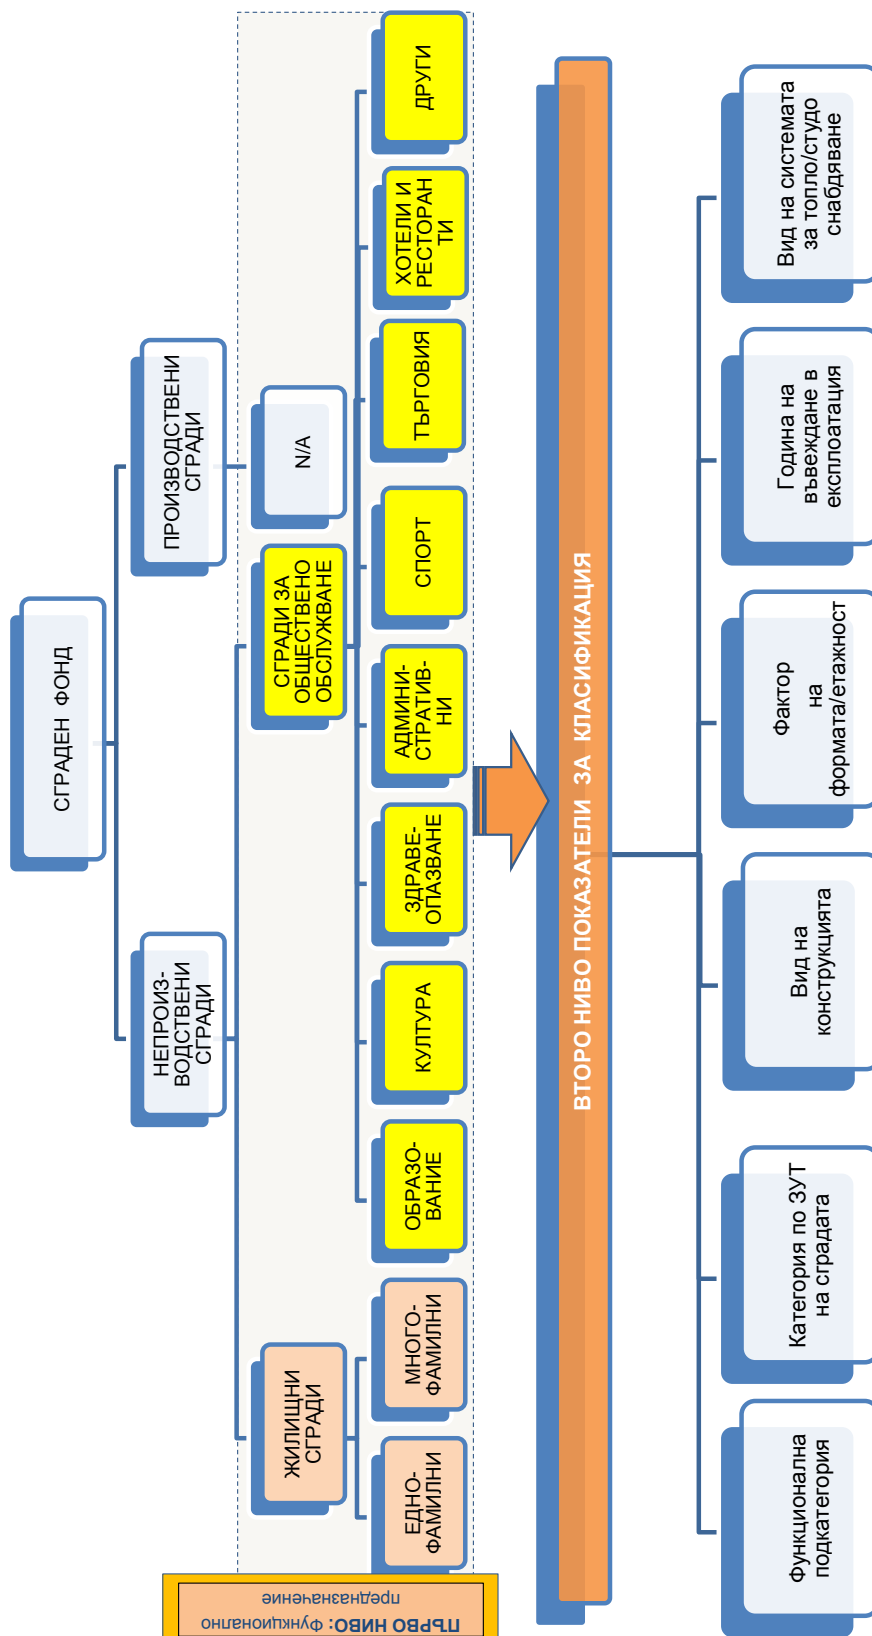 СГРАДЕН ФОНД
НЕПРОИЗ-
ВОДСТВЕНИ
СГРАДИ
ПРОИЗВОДСТВЕНИ
СГРАДИ
ЖИЛИЩНИ
СГРАДИ
СГРАДИ ЗА
ОБЩЕСТВЕНО
ОБСЛУЖВАНЕ
N/A
ПЪРВО НИВО: Функционално
предназначение
ЕДНО-
ФАМИЛНИ
МНОГО-
ФАМИЛНИ
ОБРАЗО-
ВАНИЕ
КУЛТУРА
ЗДРАВЕ-
ОПАЗВАНЕ
АДМИНИ-
СТРАТИВ-
НИ
СПОРТ
ТЪРГОВИЯ
ХОТЕЛИ И
РЕСТОРАН
ТИ
ДРУГИ
ВТОРО НИВО ПОКАЗАТЕЛИ ЗА КЛАСИФИКАЦИЯ
Функционална
подкатегория
Категория по ЗУТ
на сградата
Вид на
конструкцията
Фактор
на
формата/етажност
Година на
въвеждане в
експлоатация
Вид на системата
за топло/студо
снабдяване